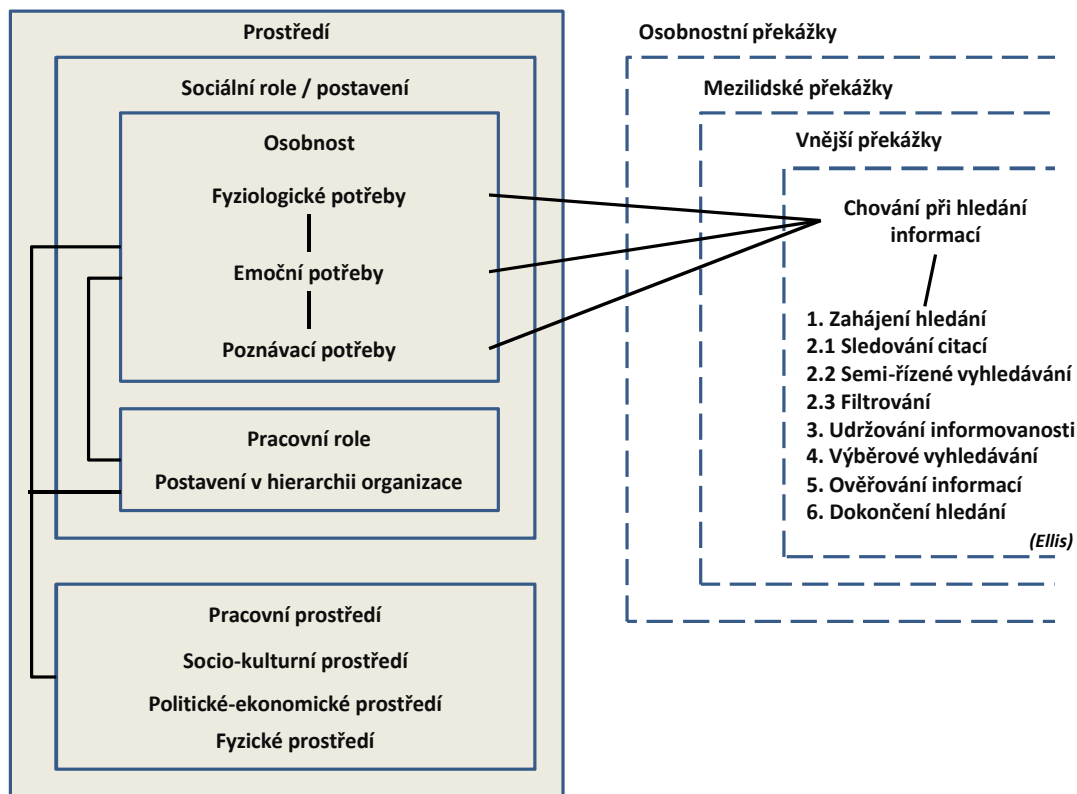 Prostředí
Sociální role / postavení
Osobnost
Fyziologické potřeby
Emoční potřeby
Poznávací potřeby
Pracovní role
Postavení v hierarchii organizace
Pracovní prostředí
Socio-kulturní prostředí
Politické-ekonomické prostředí
Fyzické prostředí
Osobnostní překážky
Mezilidské překážky
Vnější překážky
Chování při hledání
informací
1. Zahájení hledání
2.1 Sledování citací
2.2 Semi-řízené vyhledávání
2.3 Filtrování
3. Udržování informovanosti
4. Výběrové vyhledávání
5. Ověřování informací
6. Dokončení hledání
(Ellis)